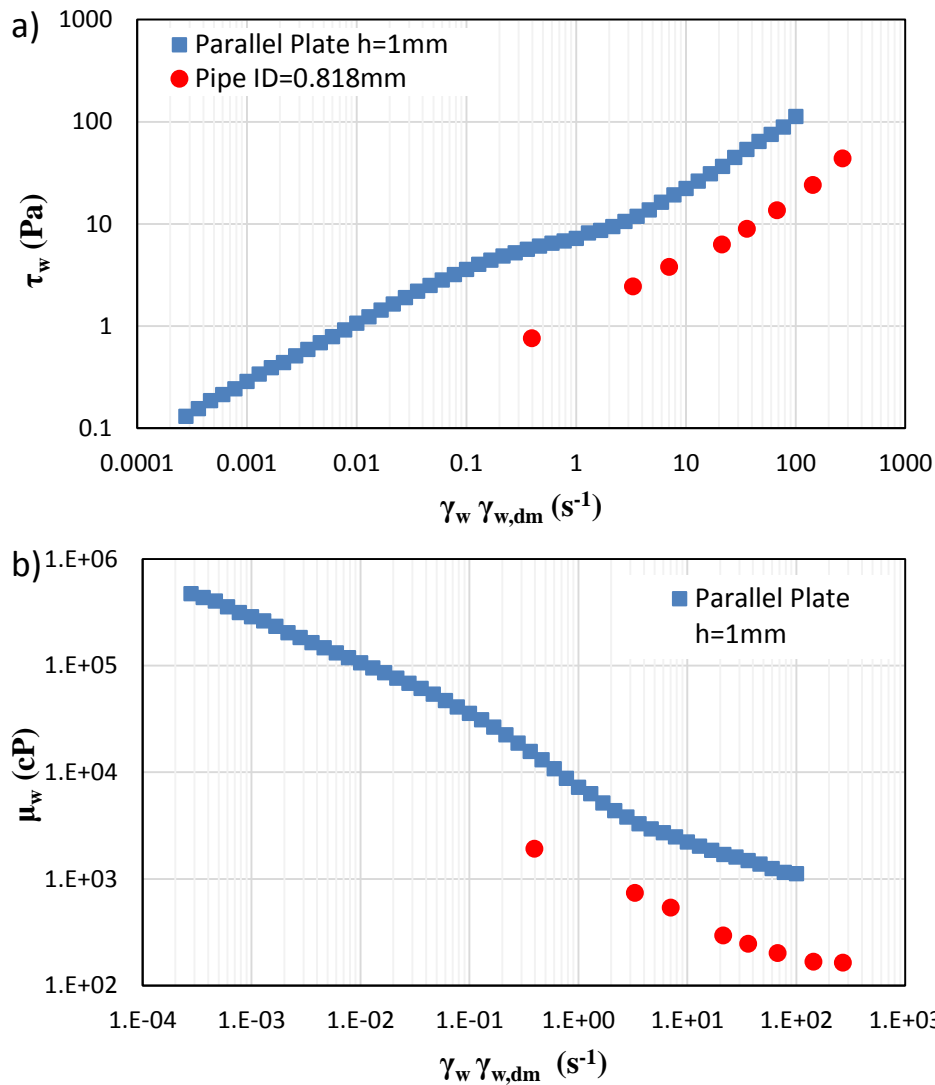 a)
1000
100
10
1
0.1
τw (Pa)
Parallel Plate h=1mm
Pipe ID=0.818mm
0.0001 0.001 0.01 0.1 1 10 100 1000
γw γw,dm (s-1)
b)
1.E+06
1.E+05
1.E+04
1.E+03
1.E+02
μw (cP)
Parallel Plate
h=1mm
1.E-04 1.E-03 1.E-02 1.E-01 1.E+00 1.E+01 1.E+02 1.E+03
γw γw,dm (s-1)